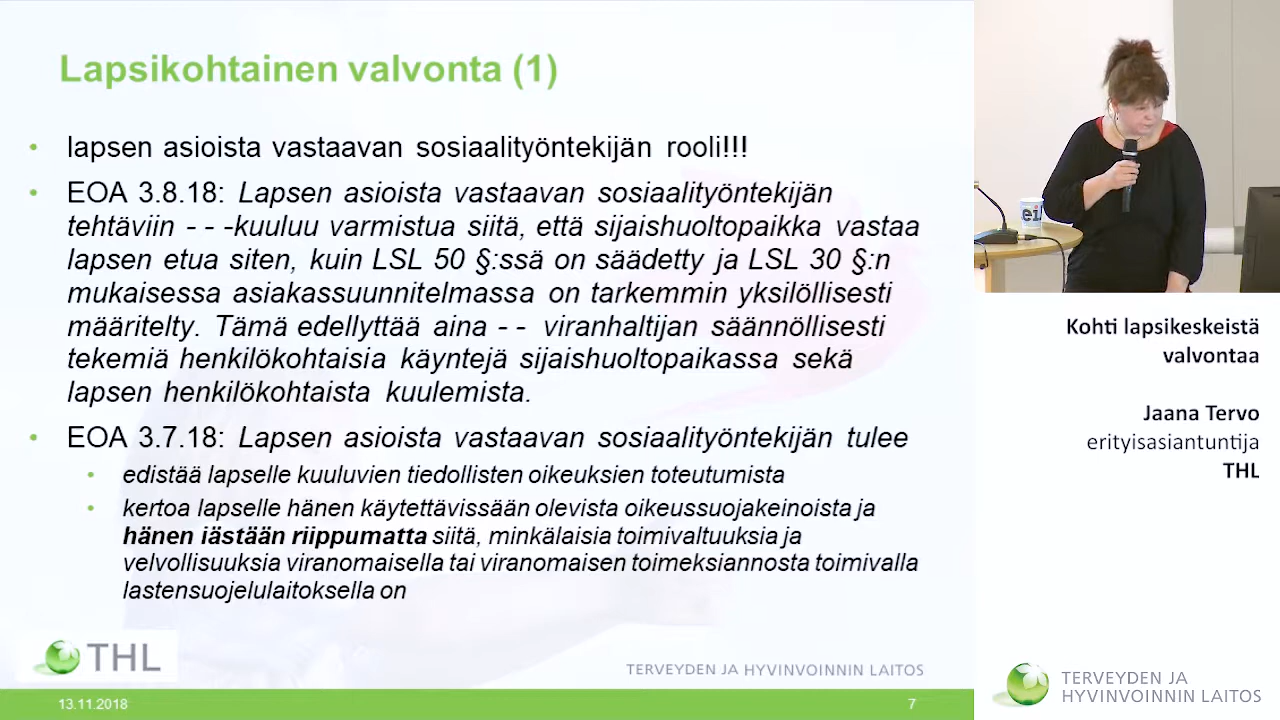 Lapsikohtainen valvonta (1)
• lapsen asioista vastaavan sosiaalityöntekijän rooli!!!
• EOA 3.8.18: Lapsen asioista vastaavan sosiaalityöntekijän
tehtäviin - - -kuuluu varmistua siitä, että sijaishuoltopaikka vastaa
lapsen etua siten, kuin LSL 50 §:ssä on säädetty ja LSL 30 §:n
mukaisessa asiakassuunnitelmassa on tarkemmin yksilöllisesti
määritelty. Tämä edellyttää aina - - viranhaltijan säännöllisesti
tekemiä henkilökohtaisia käyntejä sijaishuoltopaikassa sekä
lapsen henkilökohtaista kuulemista.
• EOA 3.7.18: Lapsen asioista vastaavan sosiaalityöntekijän tulee
• edistää lapselle kuuluvien tiedollisten oikeuksien toteutumista
• kertoa lapselle hänen käytettävissään olevista oikeussuojakeinoista ja
hänen iästään riippumatta siitä, minkälaisia toimivaltuuksia ja
velvollisuuksia viranomaisella tai viranomaisen toimeksiannosta toimivalla
lastensuojelulaitoksella on
THL
TERVEYDEN JA HYVINVOINNIN LAITOS
13.11.2018
7
ei
Kohti lapsikeskeistä
valvontaa
Jaana Tervo
erityisasiantuntija
THL
TERVEYDEN JA
HYVINVOINNIN LAITOS